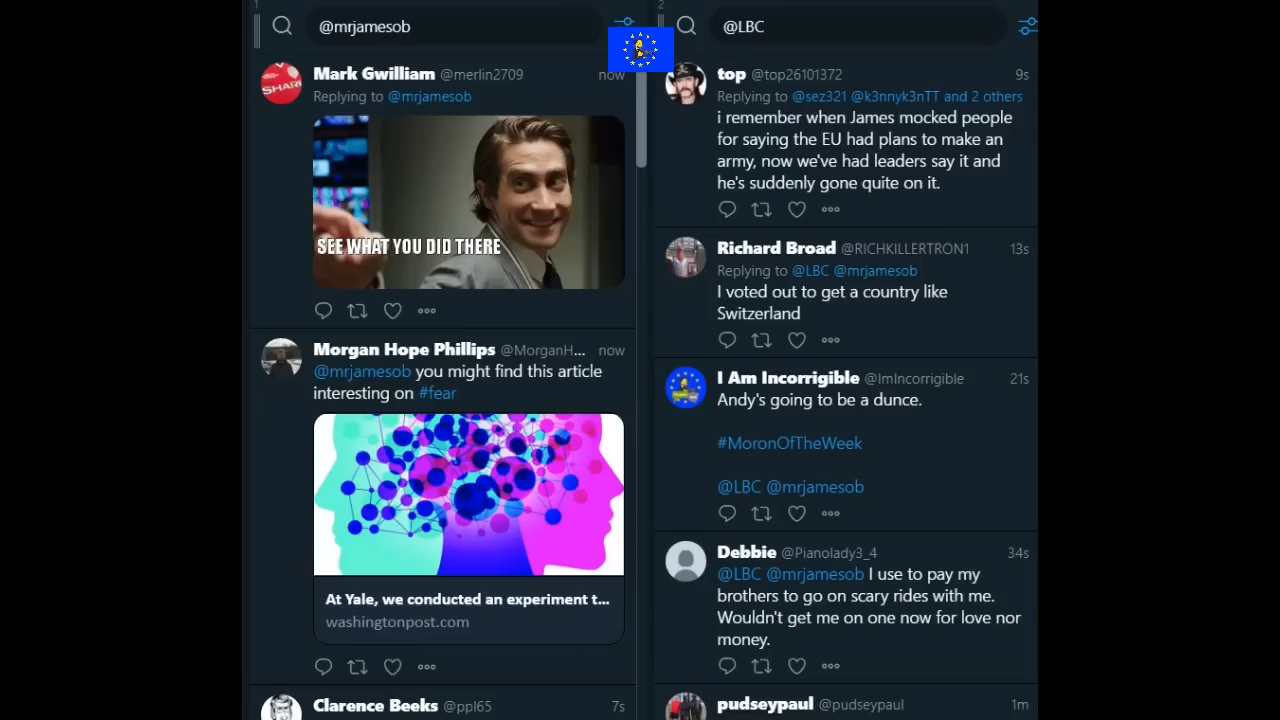 1
@mrjamesob
Mark Gwilliam @merlin2709 now
Replying to @mrjamesob
SHAR
SEE WHAT YOU DID THERE
Morgan Hope Phillips @MorganH... now
@mrjamesob you might find this article
interesting on #fear
At Yale, we conducted an experiment t...
washingtonpost.com
Clarence Beeks @ppl65 7s
2
@LBC
top @top26101372 9s
Replying to @sez321 @k3nnyk3nTT and 2 others
i remember when James mocked people
for saying the EU had plans to make an
army, now we've had leaders say it and
he's suddenly gone quite on it.
Richard Broad @RICHKILLERTRON1 13s
Replying to @LBC @mrjamesob
I voted out to get a country like
Switzerland
I Am Incorrigible @ImIncorrigible 21s
Andy's going to be a dunce.
#MoronOfTheWeek
@LBC @mrjamesob
Debbie @Pianolady3_4 34s
@LBC @mrjamesob I use to pay my
brothers to go on scary rides with me.
Wouldn't get me on one now for love nor
money.
pudseypaul @pudseypaul 1m